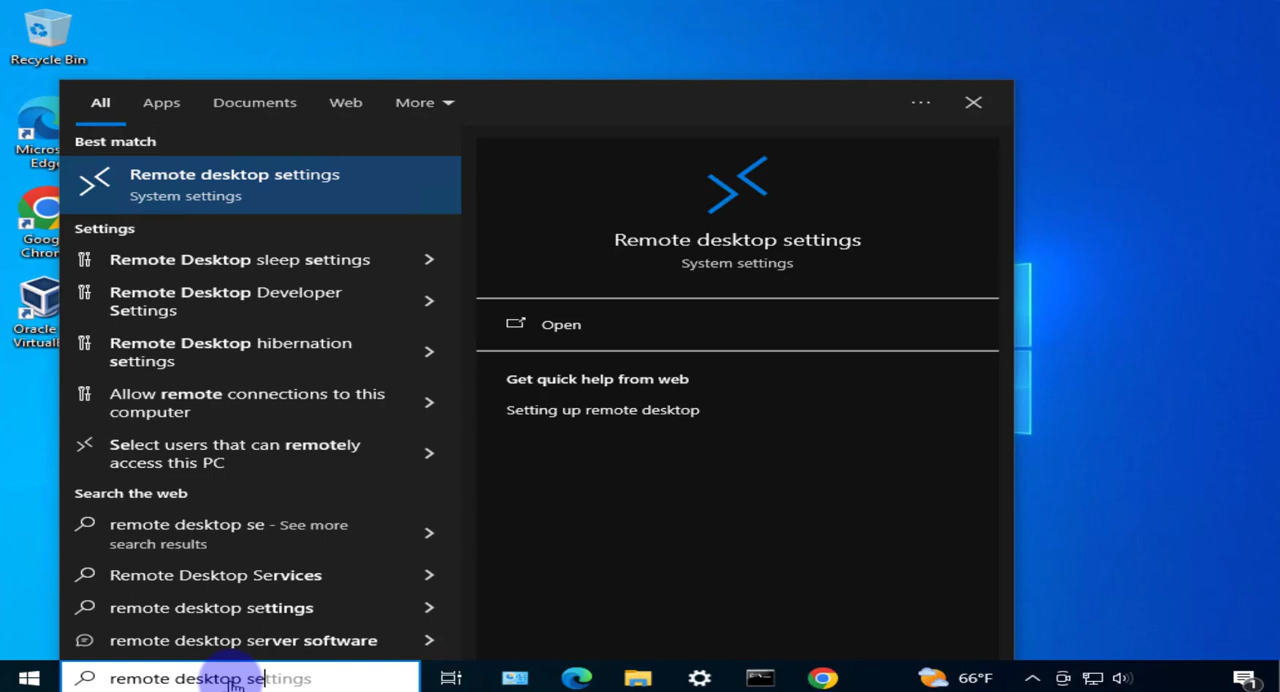 Recycle Bin
Micros
Edge
Goog
Chron
Oracle
Virtual
All Apps Documents Web More
Best match
Remote desktop settings
System settings
Settings
Remote Desktop sleep settings
Remote Desktop Developer
Settings
Remote Desktop hibernation
settings
Allow remote connections to this
computer
Select users that can remotely
access this PC
Search the web
remote desktop se - See more
search results
Remote Desktop Services
remote desktop settings
remote desktop server software
Remote desktop settings
System settings
Open
Get quick help from web
Setting up remote desktop
remote desktop settings
66°F
1